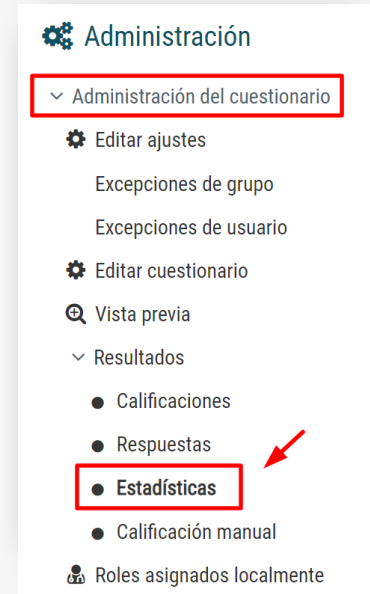 Administración
Administración del cuestionario
Editar ajustes
Excepciones de grupo
Excepciones de usuario
Editar cuestionario
Vista previa
Resultados
Calificaciones
Respuestas
Estadísticas
Calificación manual
Roles asignados localmente